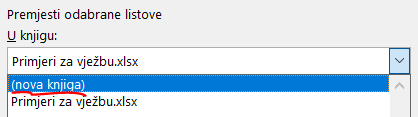 Premjesti odabrane listove
U knjigu:
Primjeri za vježbu.xlsx
(nova knjiga)
Primjeri za vježbu.xlsx